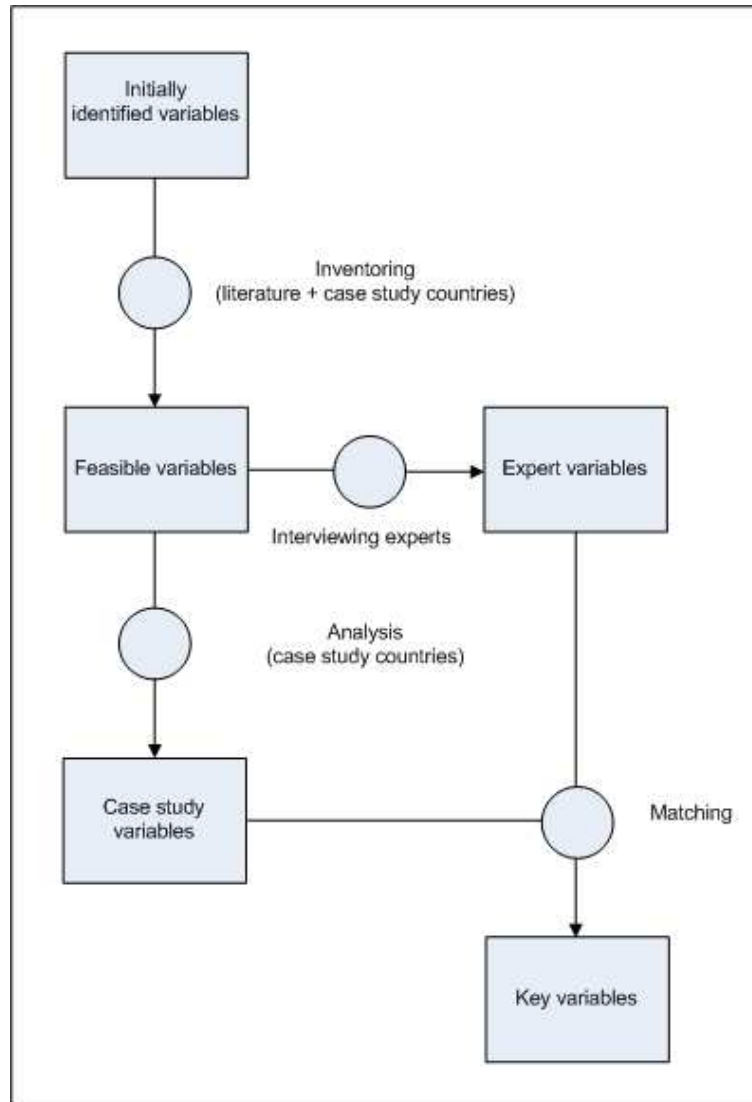 Initially
identified variables
Inventoring
(literature + case study countries)
Feasible variables
Expert variables
Interviewing experts
Analysis
(case study countries)
Case study
variables
Matching
Key variables